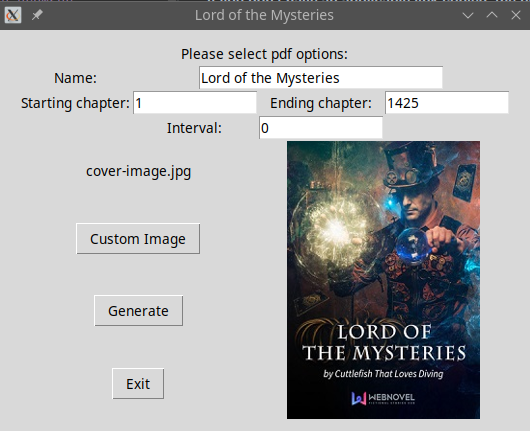 Lord of the Mysteries
Please select pdf options:
Name: Lord of the Mysteries
Starting chapter: 1 Ending chapter: 1425
Interval: 0
cover-image.jpg
Custom Image
Generate
Exit
LORD OF
THE MYSTERIES
by Cuttlefish That Loves Diving
WEBNOVEL